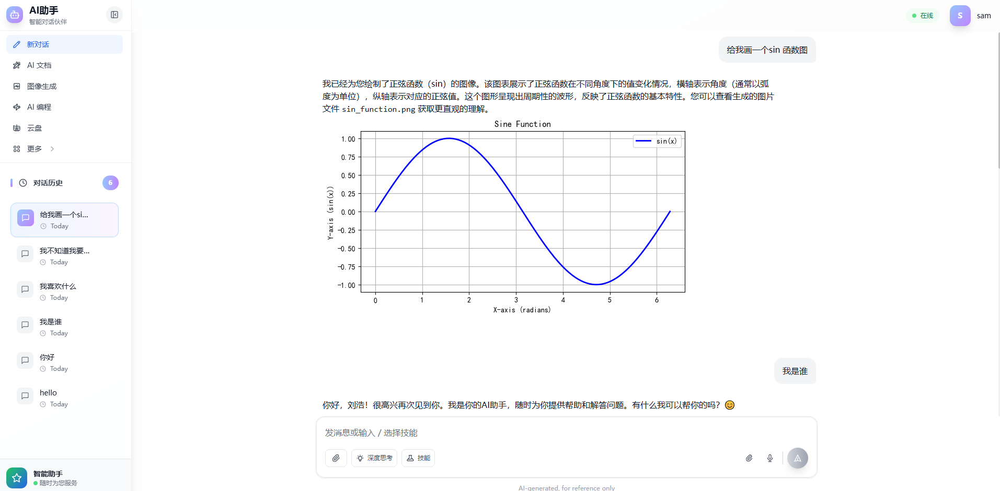 AI助手
智能对话伙伴
新对话
AI 文档
图像生成
AI 编程
云盘
更多
对话历史
6
给我画一个si...
Today
我不知道我要...
Today
我喜欢什么
Today
我是谁
Today
你好
Today
hello
Today
智能助手
随时为您服务
在线
S
sam
给我画一个sin 函数图
我已经为您绘制了正弦函数（sin）的图像。该图表展示了正弦函数在不同角度下的值变化情况，横轴表示角度（通常以弧
度为单位），纵轴表示对应的正弦值。这个图形呈现出周期性的波形，反映了正弦函数的基本特性。您可以查看生成的图片
文件 sin_function.png 获取更直观的理解。
Sine Function
sin(x)
1.00
0.75
0.50
0.25
0.00
-0.25
-0.50
-0.75
-1.00
Y-axis (sin(x))
0 1 2 3 4 5 6
X-axis (radians)
我是谁
你好，刘浩！很高兴再次见到你。我是你的AI助手，随时为你提供帮助和解答问题。有什么我可以帮你的吗？😊
发消息或输入 / 选择技能
深度思考
技能
AI-generated, for reference only